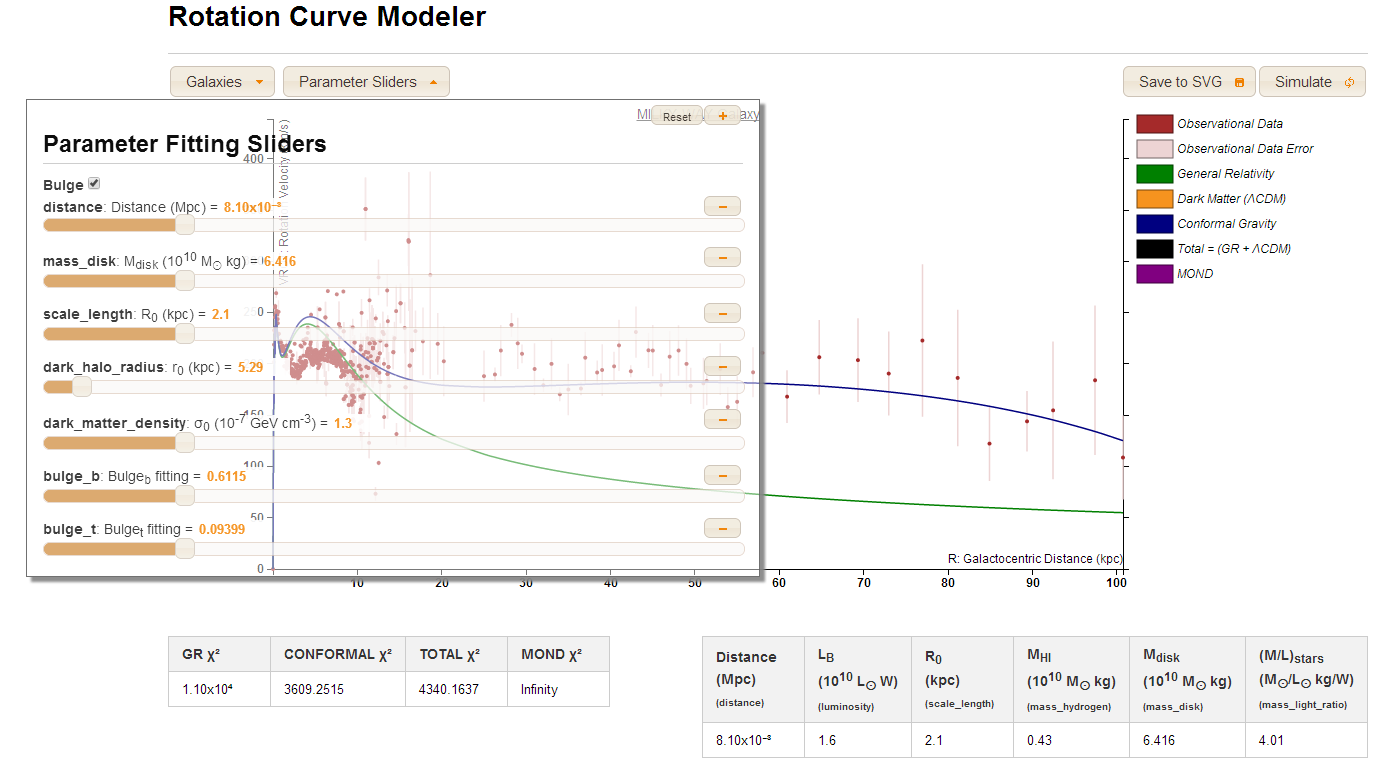 Rotation Curve Modeler
Galaxies
Parameter Sliders
Save to SVG
Simulate
Reset
+
Parameter Fitting Sliders
Bulge
distance: Distance (Mpc) = 8.10x10⁻⁸
mass_disk: M_disk (10¹⁰ M⊙ kg) = 6.416
scale_length: R₀ (kpc) = 2.1
dark_halo_radius: r₀ (kpc) = 5.29
dark_matter_density: σ₀ (10⁻⁷ GeV cm⁻³) = 1.3
bulge_b: Bulge_b fitting = 0.6115
bulge_t: Bulge_t fitting = 0.09399
400
100
50
0
10 20 30 40 50 60 70 80 90 100
R: Galactocentric Distance (kpc)
Observational Data
Observational Data Error
General Relativity
Dark Matter (ΛCDM)
Conformal Gravity
Total = (GR + ΛCDM)
MOND
GR χ² CONFORMAL χ² TOTAL χ² MOND χ²
1.10x10⁴ 3609.2515 4340.1637 Infinity
Distance (Mpc) (distance) L_B (10¹⁰ L⊙ W) (luminosity) R₀ (kpc) (scale_length) M_HI (10¹⁰ M⊙ kg) (mass_hydrogen) M_disk (10¹⁰ M⊙ kg) (mass_disk) (M/L)_stars (M⊙/L⊙ kg/W) (mass_light_ratio)
8.10x10⁻⁸ 1.6 2.1 0.43 6.416 4.01